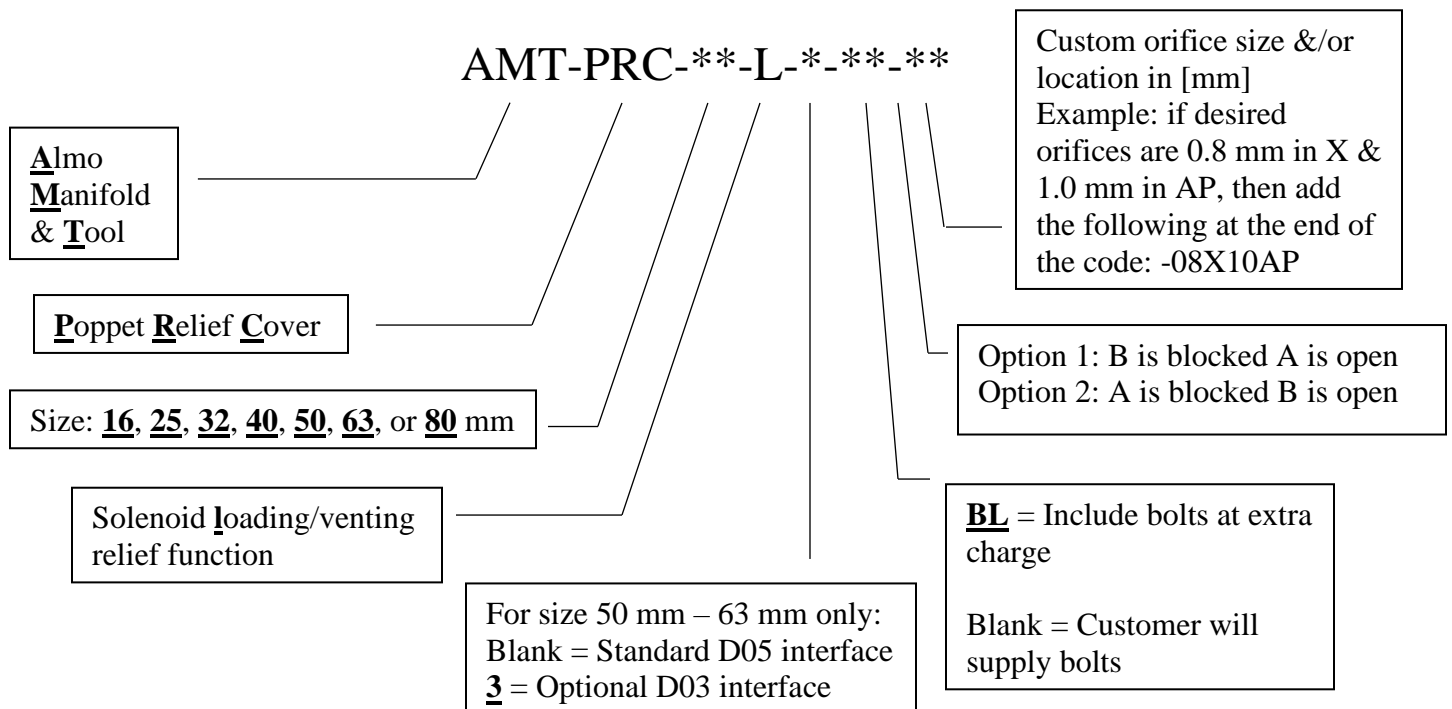 AMT-PRC-**-L-*-**-**
Almo
Manifold
& Tool
Poppet Relief Cover
Size: 16, 25, 32, 40, 50, 63, or 80 mm
Solenoid loading/venting
relief function
For size 50 mm – 63 mm only:
Blank = Standard D05 interface
3 = Optional D03 interface
BL = Include bolts at extra
charge
Blank = Customer will
supply bolts
Option 1: B is blocked A is open
Option 2: A is blocked B is open
Custom orifice size &/or
location in [mm]
Example: if desired
orifices are 0.8 mm in X &
1.0 mm in AP, then add
the following at the end of
the code: -08X10AP